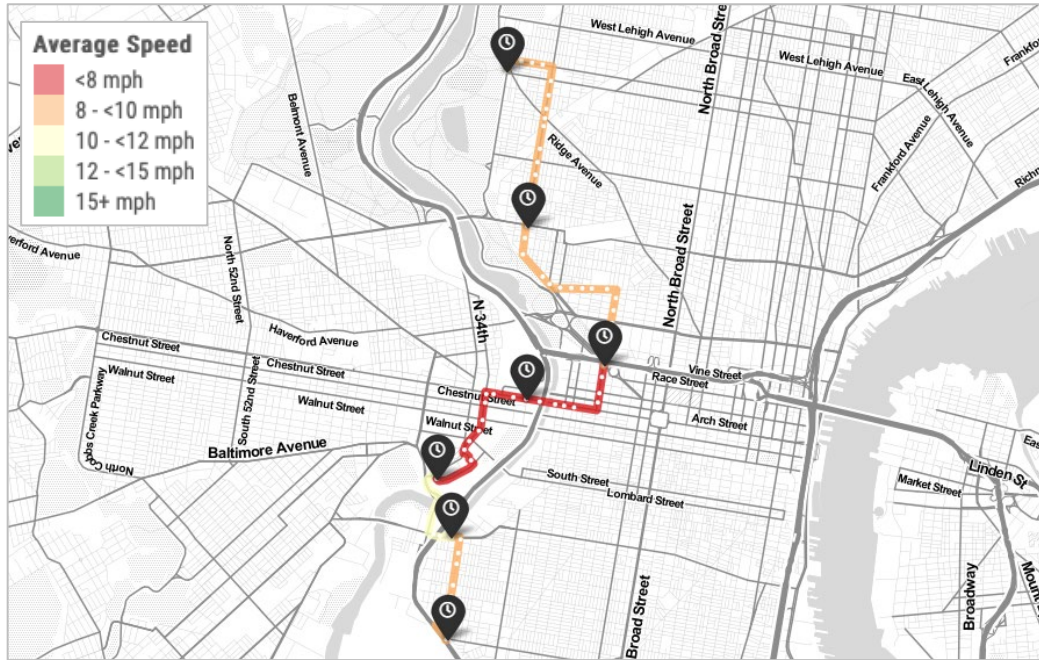 Average Speed
<8 mph
8 - <10 mph
10 - <12 mph
12 - <15 mph
15+ mph
West Lehigh Avenue
West Lehigh Avenue
North Broad Street
East Lehigh Avenue
Frankford Avenue
Belmont Avenue
Ridge Avenue
North 52nd Street
North Broad Street
N 34th
Haverford Avenue
Chestnut Street
Chestnut Street
Chestnut Street
Walnut Street
Walnut Street
Walnut Street
Vine Street
Race Street
Arch Street
South 52nd Street
Baltimore Avenue
South Street
Lombard Street
Market Street
Linden St
Broadway
Broad Street